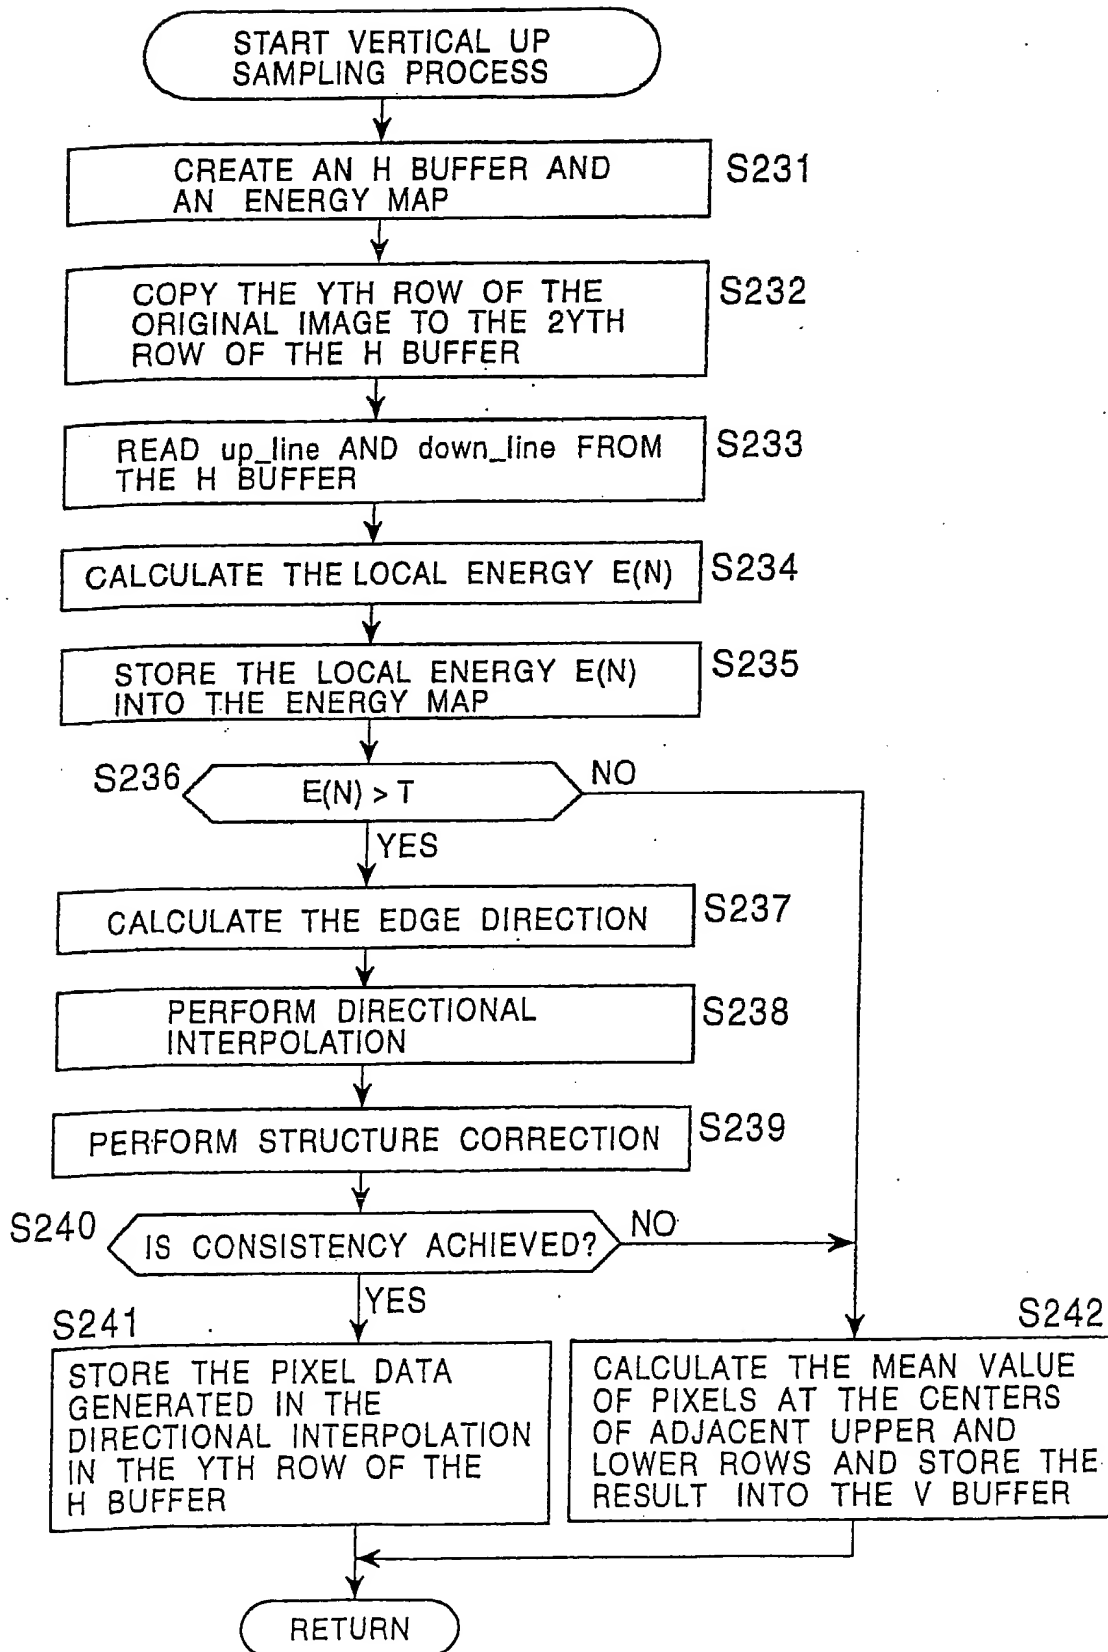 START VERTICAL UP
SAMPLING PROCESS
CREATE AN H BUFFER AND
AN ENERGY MAP
S231
COPY THE YTH ROW OF THE
ORIGINAL IMAGE TO THE 2YTH
ROW OF THE H BUFFER
S232
READ up_line AND down_line FROM
THE H BUFFER
S233
CALCULATE THE LOCAL ENERGY E(N)
S234
STORE THE LOCAL ENERGY E(N)
INTO THE ENERGY MAP
S235
S236
E(N) > T
NO
YES
CALCULATE THE EDGE DIRECTION
S237
PERFORM DIRECTIONAL
INTERPOLATION
S238
PERFORM STRUCTURE CORRECTION
S239
S240
IS CONSISTENCY ACHIEVED?
NO
YES
S241
STORE THE PIXEL DATA
GENERATED IN THE
DIRECTIONAL INTERPOLATION
IN THE YTH ROW OF THE
H BUFFER
S242
CALCULATE THE MEAN VALUE
OF PIXELS AT THE CENTERS
OF ADJACENT UPPER AND
LOWER ROWS AND STORE THE
RESULT INTO THE V BUFFER
RETURN